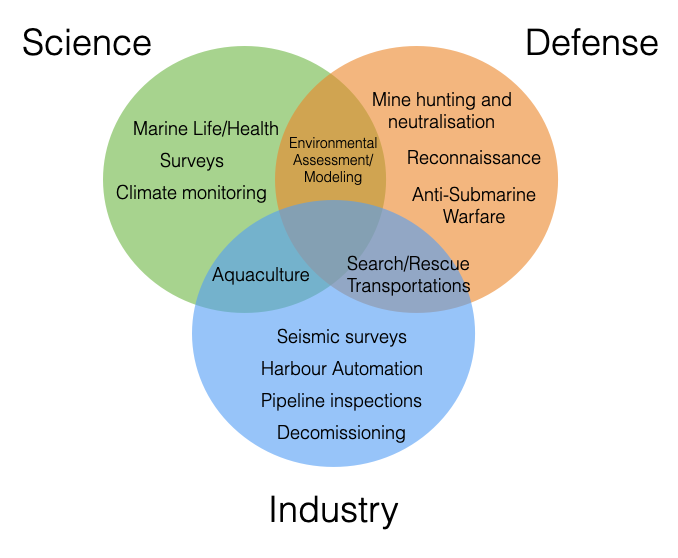 Science
Defense
Marine Life/Health
Surveys
Climate monitoring
Environmental
Assessment/
Modeling
Mine hunting and
neutralisation
Reconnaissance
Anti-Submarine
Warfare
Aquaculture
Search/Rescue
Transportations
Seismic surveys
Harbour Automation
Pipeline inspections
Decomissioning
Industry